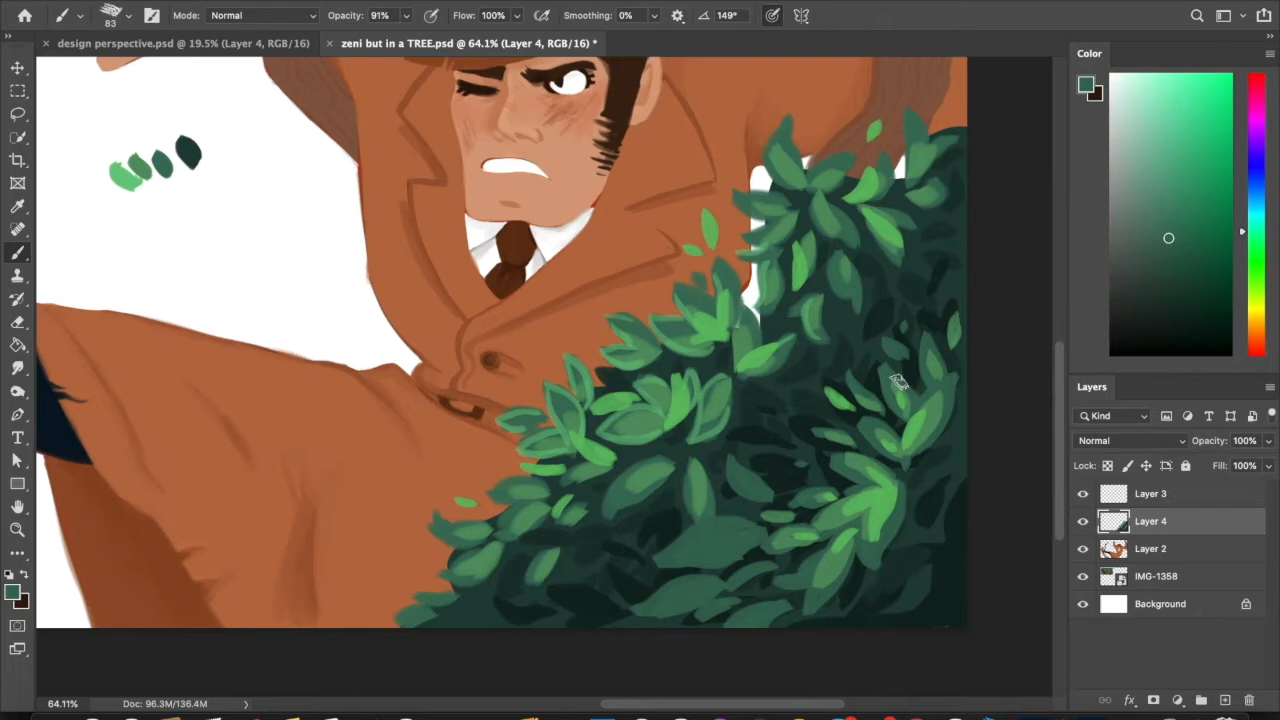 83
Mode: Normal
Opacity: 91%
Flow: 100%
Smoothing: 0%
149°
design perspective.psd @ 19.5% (Layer 4, RGB/16)
zeni but in a TREE.psd @ 64.1% (Layer 4, RGB/16) *
Color
Layers
Kind
Normal
Opacity: 100%
Lock:
Fill: 100%
Layer 3
Layer 4
Layer 2
IMG-1358
Background
64.11%
Doc: 96.3M/136.4M